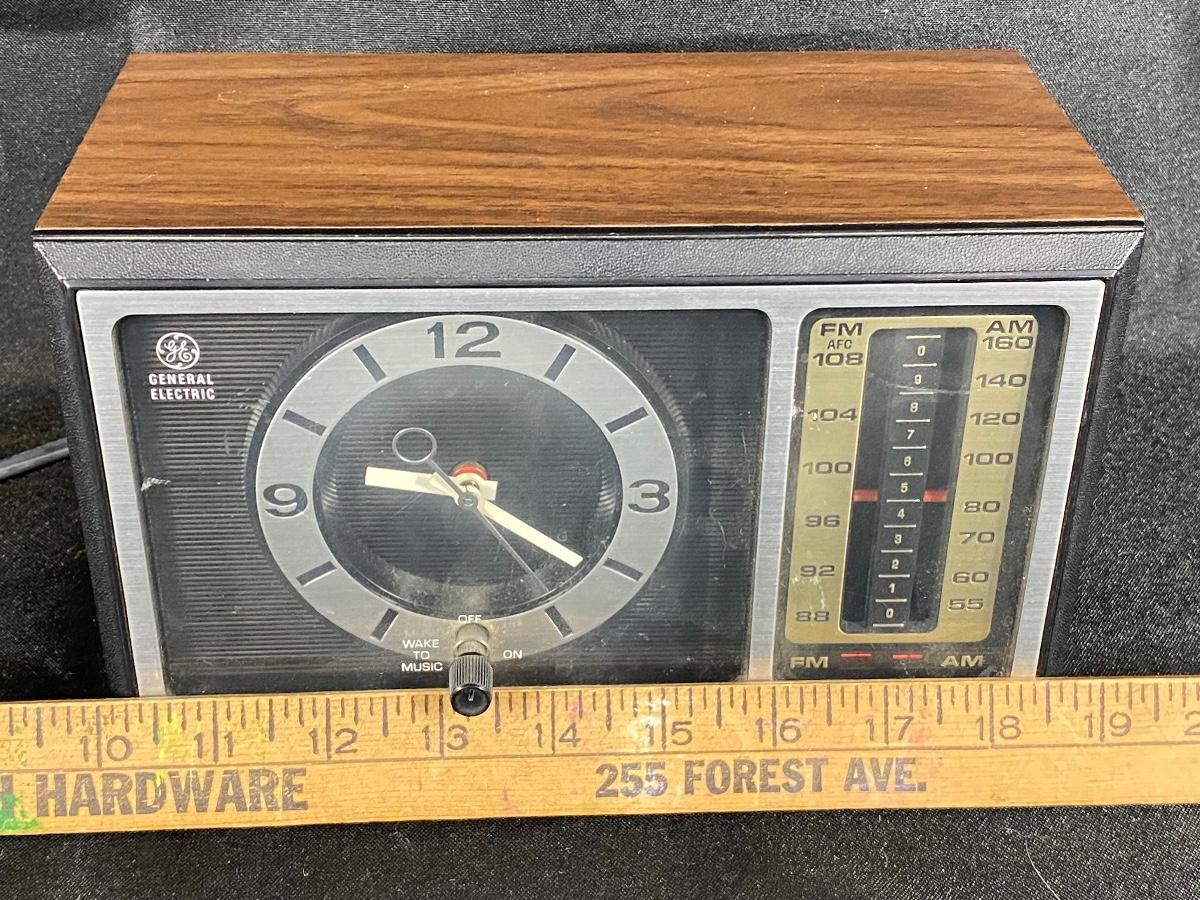 GE
GENERAL
ELECTRIC
12
9
3
OFF
WAKE
TO
MUSIC
ON
FM
AFC
108
104
100
96
92
88
0
9
8
7
6
5
4
3
2
1
0
AM
160
140
120
100
80
70
60
55
FM AM
10 11 12 13 14 15 16 17 18 19
HARDWARE 255 FOREST AVE.